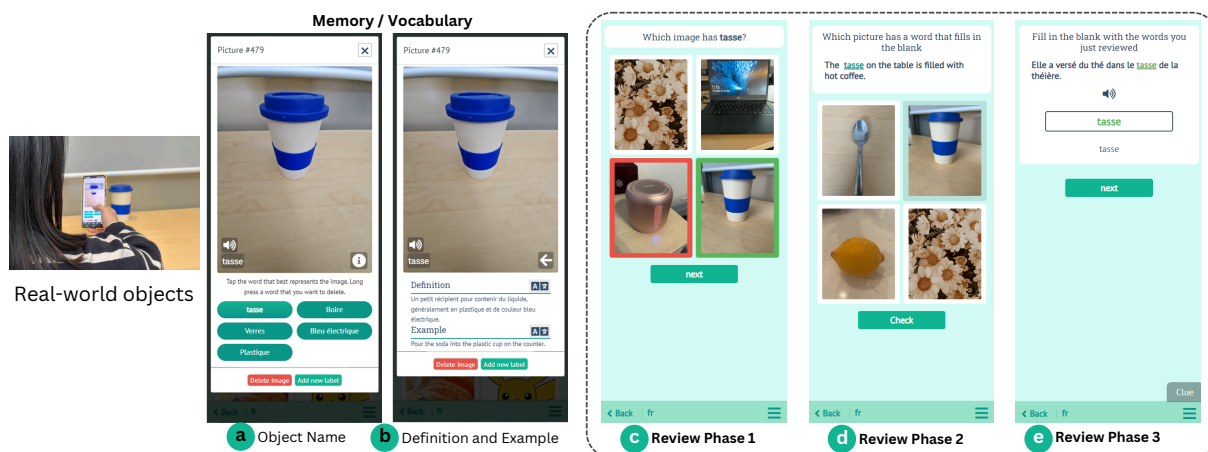 Memory / Vocabulary
Real-world objects
Picture #479
tasse
Tap the word that best represents the image. Long
press a word that you want to delete.
tasse
Boire
Verres
Bleu électrique
Plastique
Delete Image
Add new label
Back
fr
a Object Name
Picture #479
tasse
Definition
Un petit récipient pour contenir du liquide,
généralement en plastique et de couleur bleu
électrique.
Example
Pour the soda into the plastic cup on the counter.
Delete Image
Add new label
Back
fr
b Definition and Example
Which image has tasse?
next
Back
fr
c Review Phase 1
Which picture has a word that fills in
the blank
The tasse on the table is filled with
hot coffee.
Check
Back
fr
d Review Phase 2
Fill in the blank with the words you
just reviewed
Elle a versé du thé dans le tasse de la
théière.
tasse
tasse
next
Clue
Back
fr
e Review Phase 3